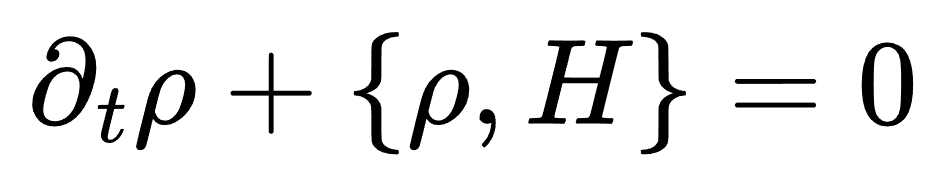 ∂ₜρ + {ρ, H} = 0